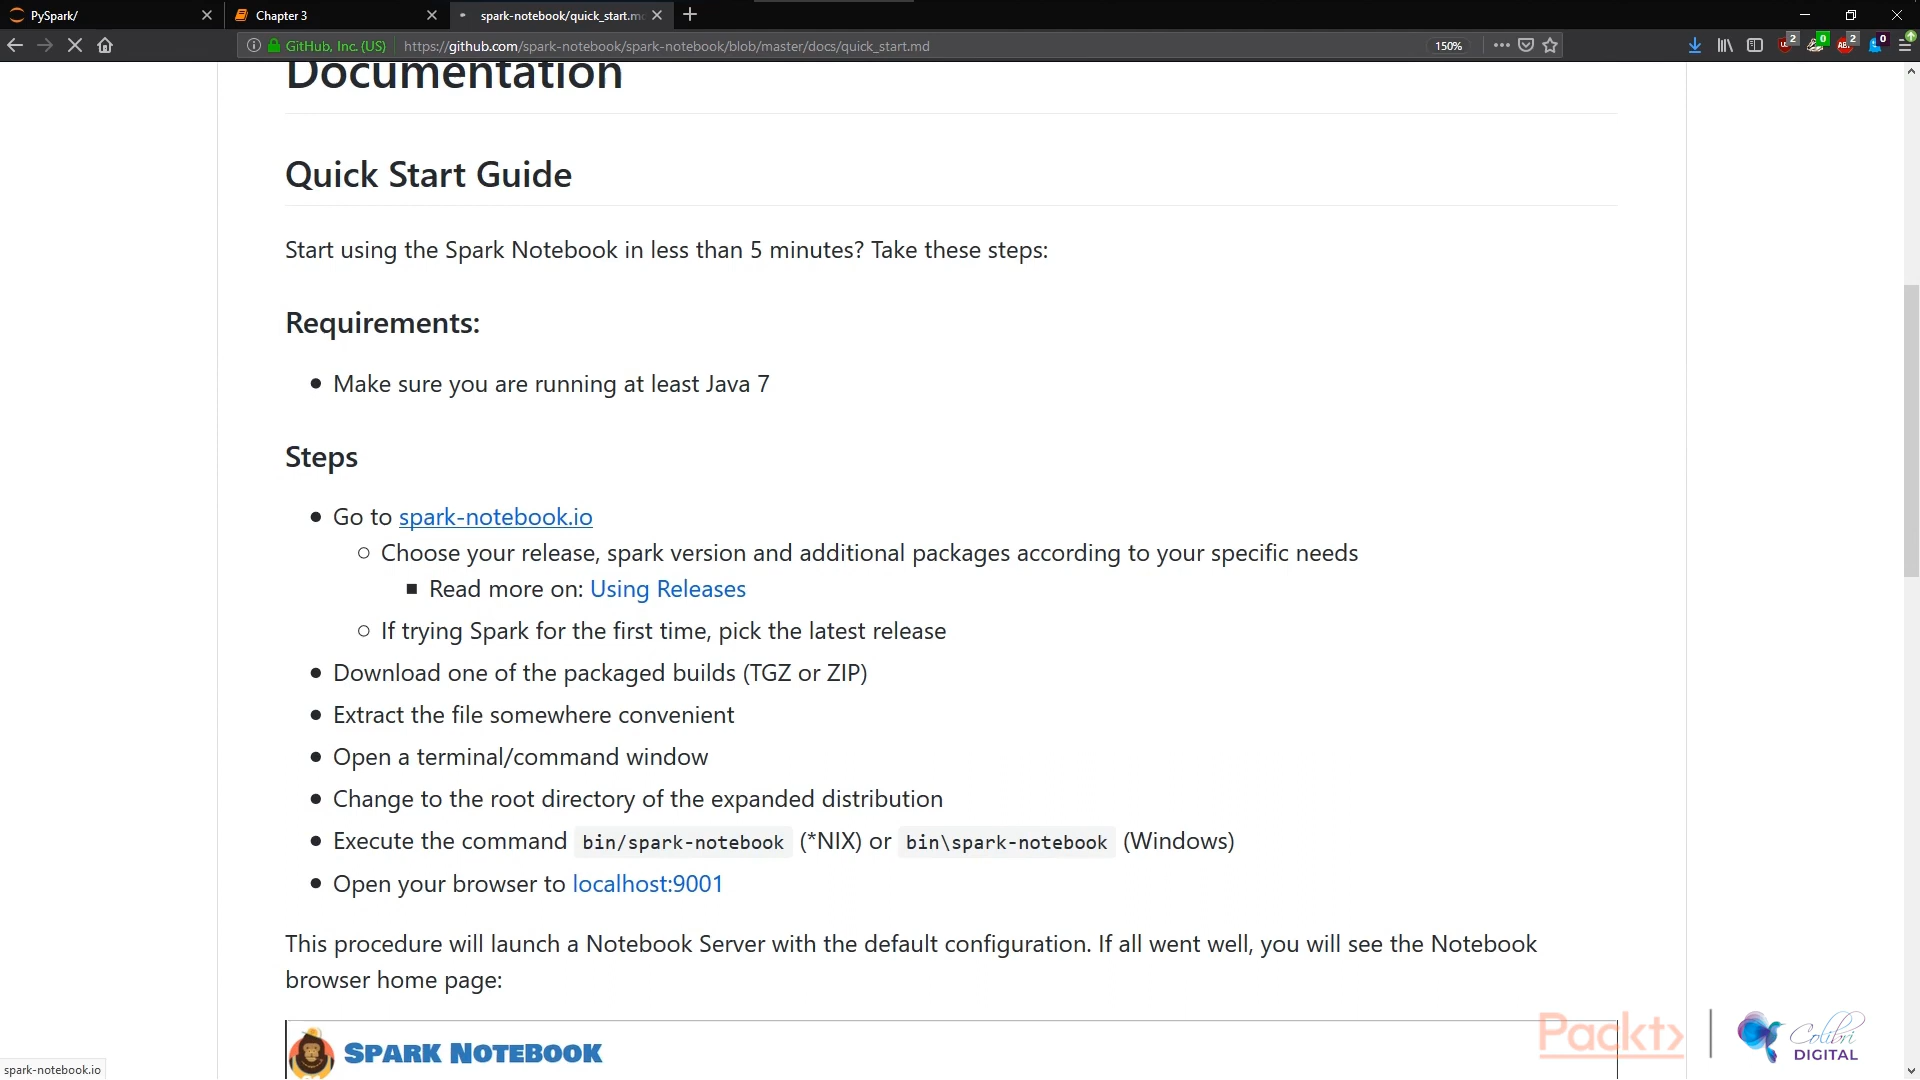 PySpark/
Chapter 3
spark-notebook/quick_start.md
GitHub, Inc. (US)
https://github.com/spark-notebook/spark-notebook/blob/master/docs/quick_start.md
150%
2
0
2
0
Documentation
Quick Start Guide
Start using the Spark Notebook in less than 5 minutes? Take these steps:
Requirements:
Make sure you are running at least Java 7
Steps
Go to spark-notebook.io
Choose your release, spark version and additional packages according to your specific needs
Read more on: Using Releases
If trying Spark for the first time, pick the latest release
Download one of the packaged builds (TGZ or ZIP)
Extract the file somewhere convenient
Open a terminal/command window
Change to the root directory of the expanded distribution
Execute the command bin/spark-notebook (*NIX) or bin\spark-notebook (Windows)
Open your browser to localhost:9001
This procedure will launch a Notebook Server with the default configuration. If all went well, you will see the Notebook
browser home page:
SPARK NOTEBOOK
Packt>
Colibri
DIGITAL
spark-notebook.io